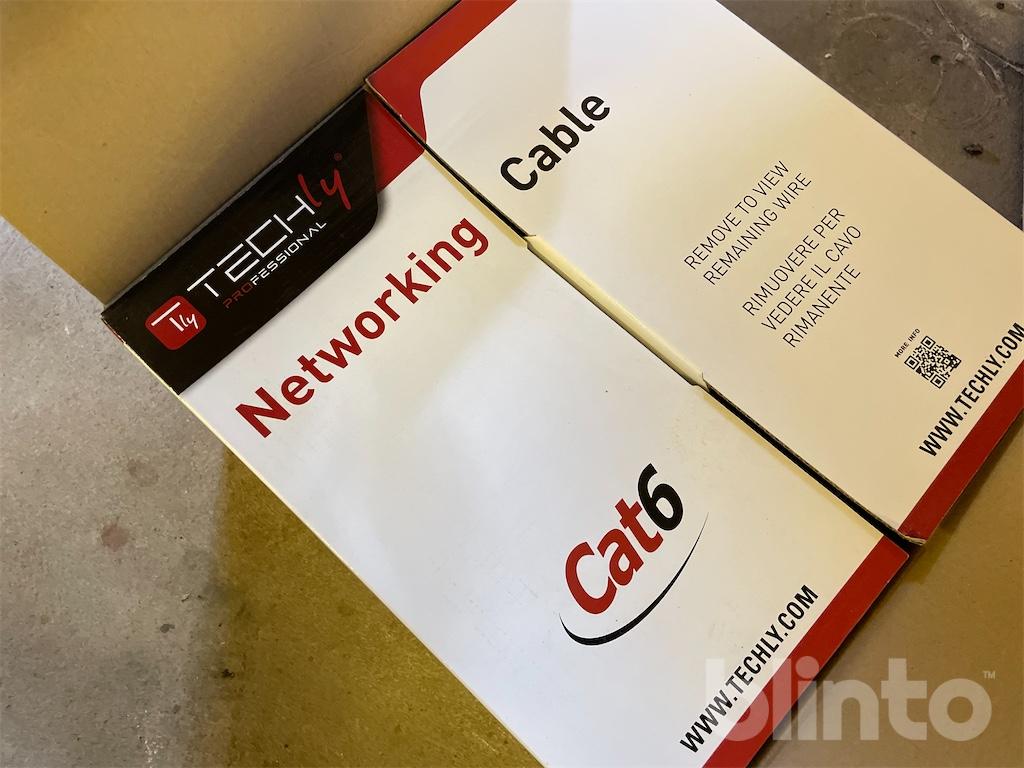 Tly
TECHly®
PROFESSIONAL
Networking
Cable
REMOVE TO VIEW
REMAINING WIRE
RIMUOVERE PER
VEDERE IL CAVO
RIMANENTE
MORE INFO
WWW.TECHLY.COM
Cat6
WWW.TECHLY.COM
blinto™